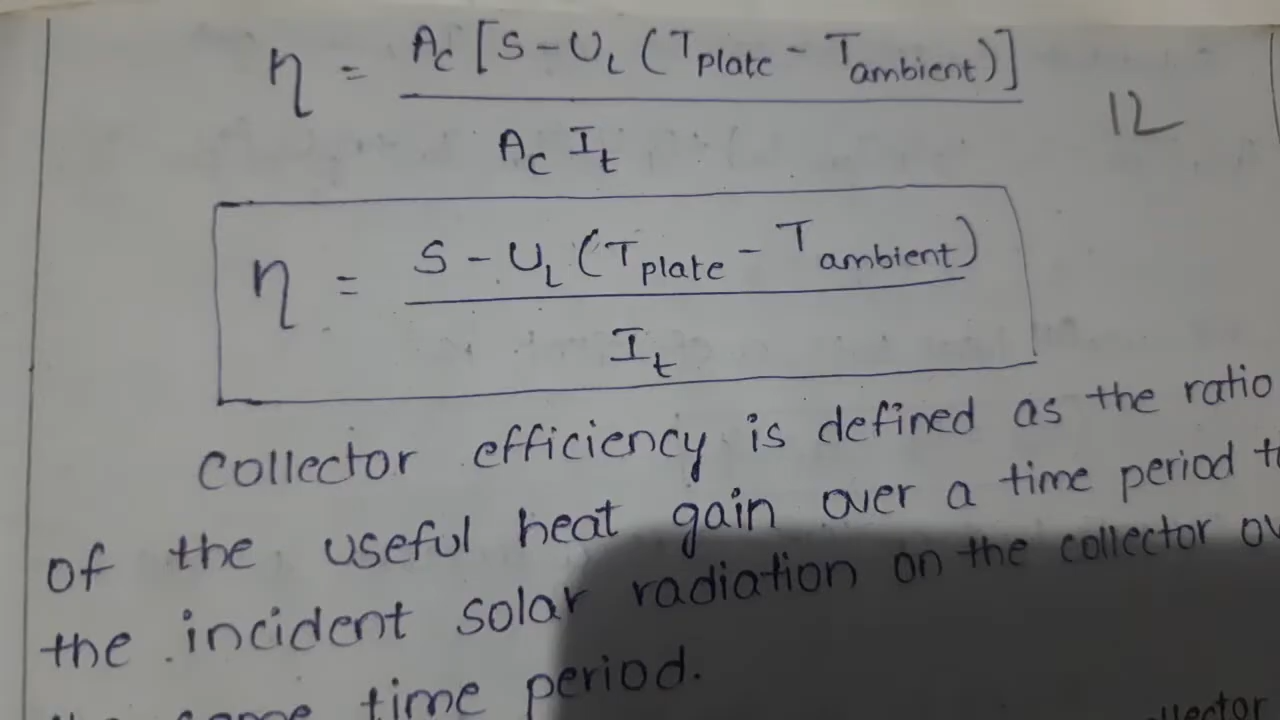 η = A_c [S - U_L (T_plate - T_ambient)] / A_c I_t
12
η = S - U_L (T_plate - T_ambient) / I_t
Collector efficiency is defined as the ratio
of the useful heat gain over a time period
the incident solar radiation on the collector
time period.